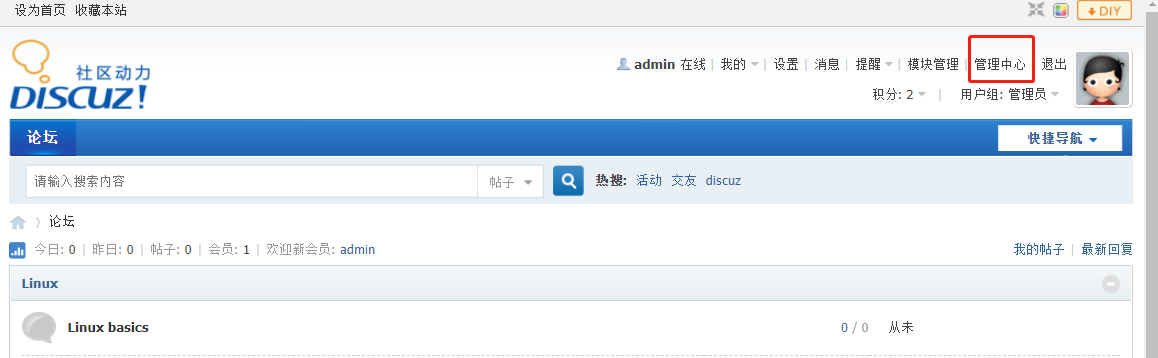 设为首页 收藏本站 DIY
社区动力
DISCUZ!
admin 在线 | 我的 | 设置 | 消息 | 提醒 | 模块管理 | 管理中心 | 退出
积分: 2 | 用户组: 管理员
论坛 快捷导航
请输入搜索内容 帖子 热搜: 活动 交友 discuz
论坛
今日: 0 | 昨日: 0 | 帖子: 0 | 会员: 1 | 欢迎新会员: admin 我的帖子 | 最新回复
Linux
Linux basics 0 / 0 从未